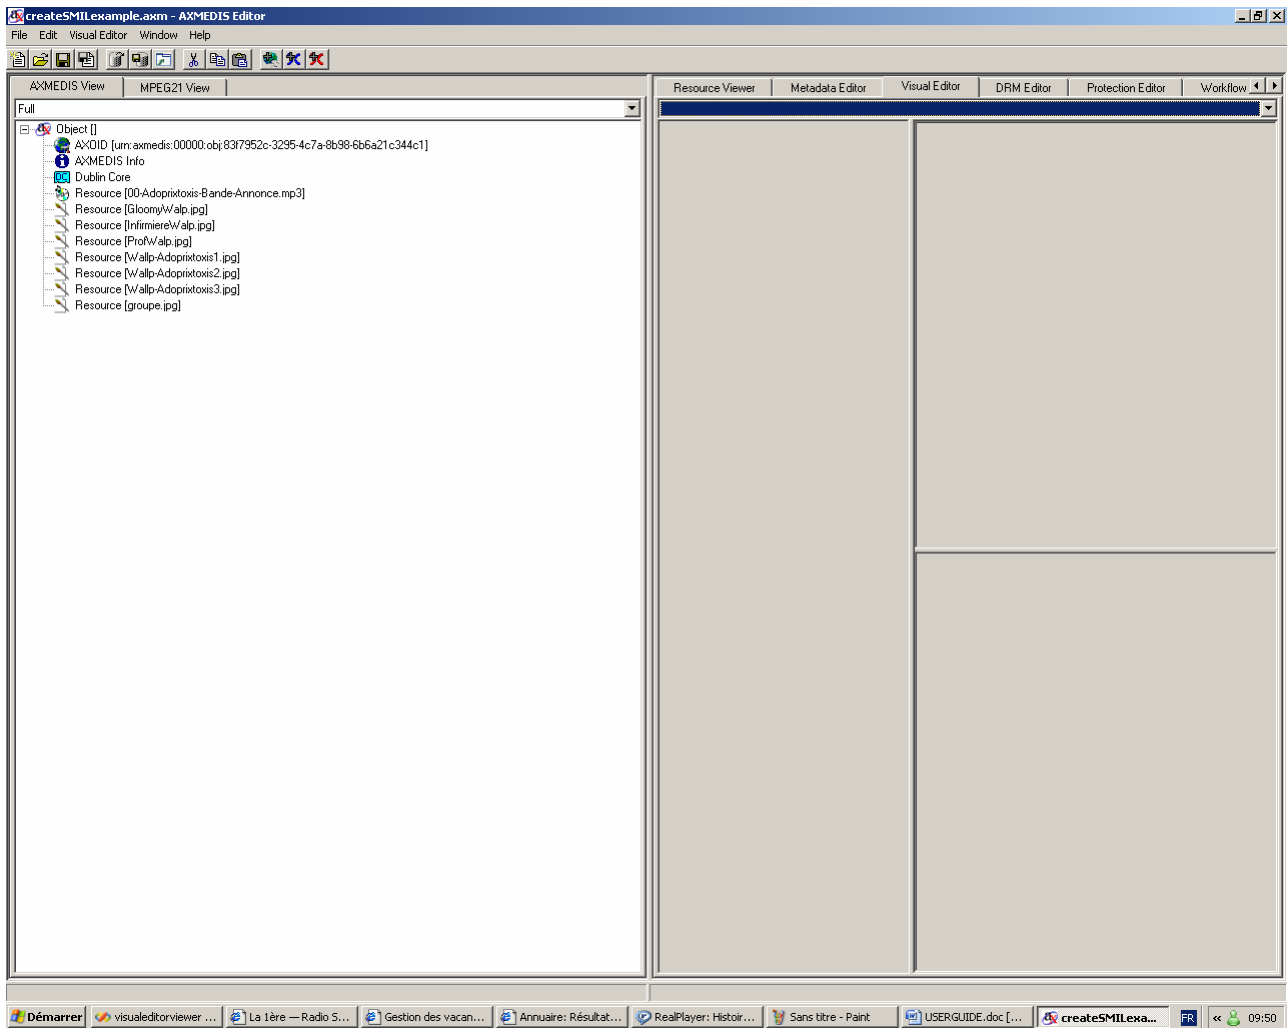 createSMILexample.axm - AXMEDIS Editor
File Edit Visual Editor Window Help
AXMEDIS View MPEG21 View
Full
Object []
AXOID [urn:axmedis:00000:obj:83f7952c-3295-4c7a-8b98-6b6a21c344c1]
AXMEDIS Info
DC Dublin Core
Resource [00-Adoprixtoxis-Bande-Annonce.mp3]
Resource [GloomyWalp.jpg]
Resource [InfirmiereWalp.jpg]
Resource [ProfWalp.jpg]
Resource [Wallp-Adoprixtoxis1.jpg]
Resource [Wallp-Adoprixtoxis2.jpg]
Resource [Wallp-Adoprixtoxis3.jpg]
Resource [groupe.jpg]
Resource Viewer Metadata Editor Visual Editor DRM Editor Protection Editor Workflow
Démarrer visualeditorviewer ... La 1ère — Radio S... Gestion des vacan... Annuaire: Résultat... RealPlayer: Histoir... Sans titre - Paint USERGUIDE.doc [... createSMILexa... FR « 09:50